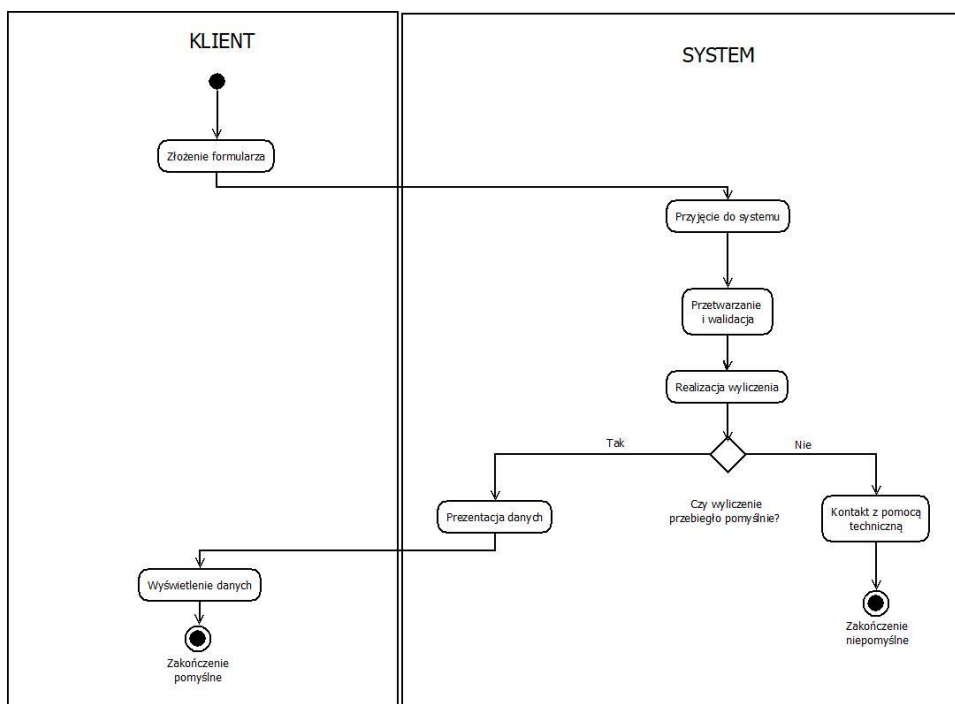 KLIENT
SYSTEM
Złożenie formularza
Przyjęcie do systemu
Przetwarzanie
i walidacja
Realizacja wyliczenia
Tak
Nie
Czy wyliczenie
przebiegło pomyślnie?
Prezentacja danych
Kontakt z pomocą
techniczną
Wyświetlenie danych
Zakończenie
niepomyślne
Zakończenie
pomyślne